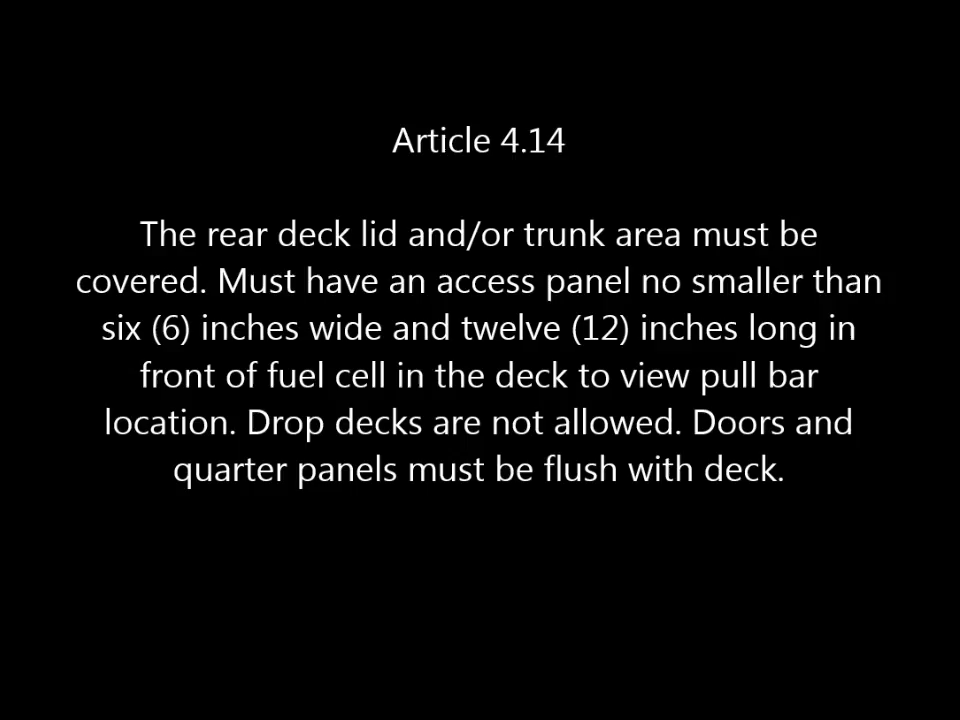 Article 4.14
The rear deck lid and/or trunk area must be
covered. Must have an access panel no smaller than
six (6) inches wide and twelve (12) inches long in
front of fuel cell in the deck to view pull bar
location. Drop decks are not allowed. Doors and
quarter panels must be flush with deck.